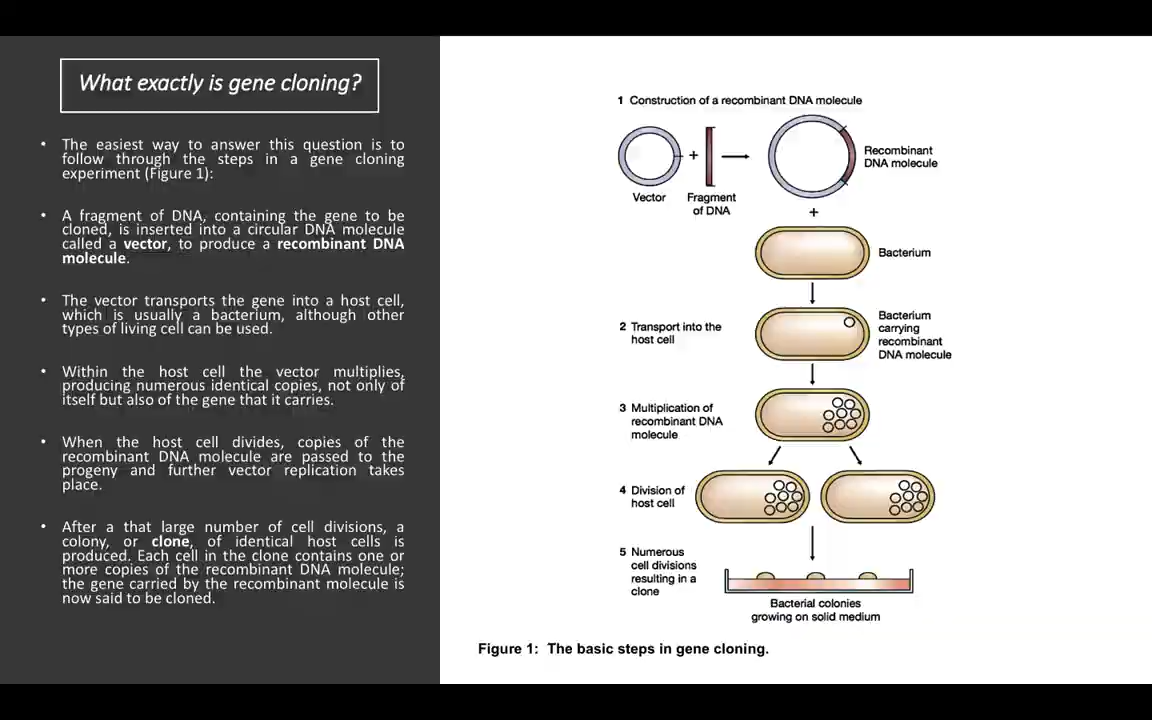 What exactly is gene cloning?
• The easiest way to answer this question is to
follow through the steps in a gene cloning
experiment (Figure 1):
• A fragment of DNA, containing the gene to be
cloned, is inserted into a circular DNA molecule
called a vector, to produce a recombinant DNA
molecule.
• The vector transports the gene into a host cell,
which is usually a bacterium, although other
types of living cell can be used.
• Within the host cell the vector multiplies,
producing numerous identical copies, not only of
itself but also of the gene that it carries.
• When the host cell divides, copies of the
recombinant DNA molecule are passed to the
progeny and further vector replication takes
place.
• After a that large number of cell divisions, a
colony, or clone, of identical host cells is
produced. Each cell in the clone contains one or
more copies of the recombinant DNA molecule;
the gene carried by the recombinant molecule is
now said to be cloned.
1 Construction of a recombinant DNA molecule
+
Recombinant
DNA molecule
Vector
Fragment
of DNA
+
Bacterium
2 Transport into the
host cell
Bacterium
carrying
recombinant
DNA molecule
3 Multiplication of
recombinant DNA
molecule
4 Division of
host cell
5 Numerous
cell divisions
resulting in a
clone
Bacterial colonies
growing on solid medium
Figure 1: The basic steps in gene cloning.